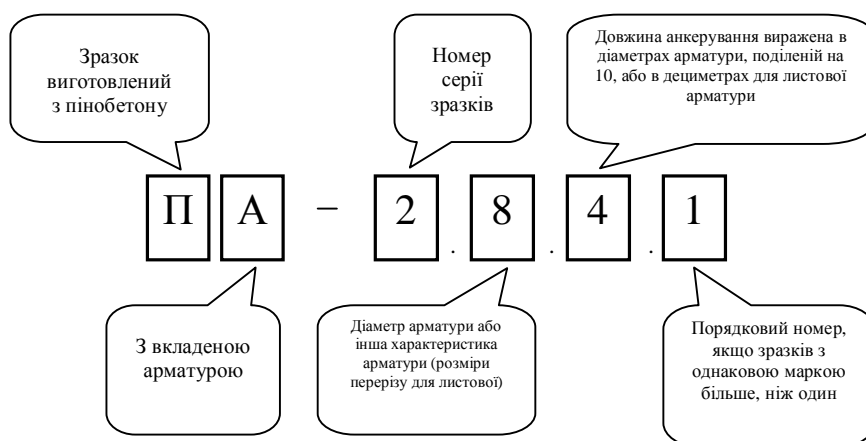 Зразок
виготовлений
з пінобетону
Номер
серії
зразків
Довжина анкерування виражена в
діаметрах арматури, поділеній на
10, або в дециметрах для листової
арматури
П А – 2 . 8 . 4 . 1
З вкладеною
арматурою
Діаметр арматури або
інша характеристика
арматури (розміри
перерізу для листової)
Порядковий номер,
якщо зразків з
однаковою маркою
більше, ніж один